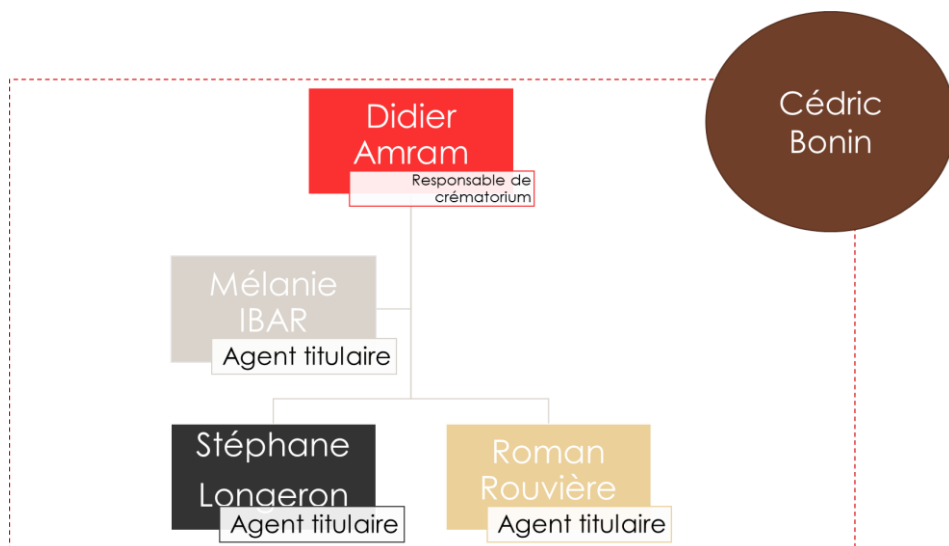 Cédric
Bonin
Didier
Amram
Responsable de
crématorium
Mélanie
IBAR
Agent titulaire
Stéphane
Longeron
Agent titulaire
Roman
Rouvière
Agent titulaire